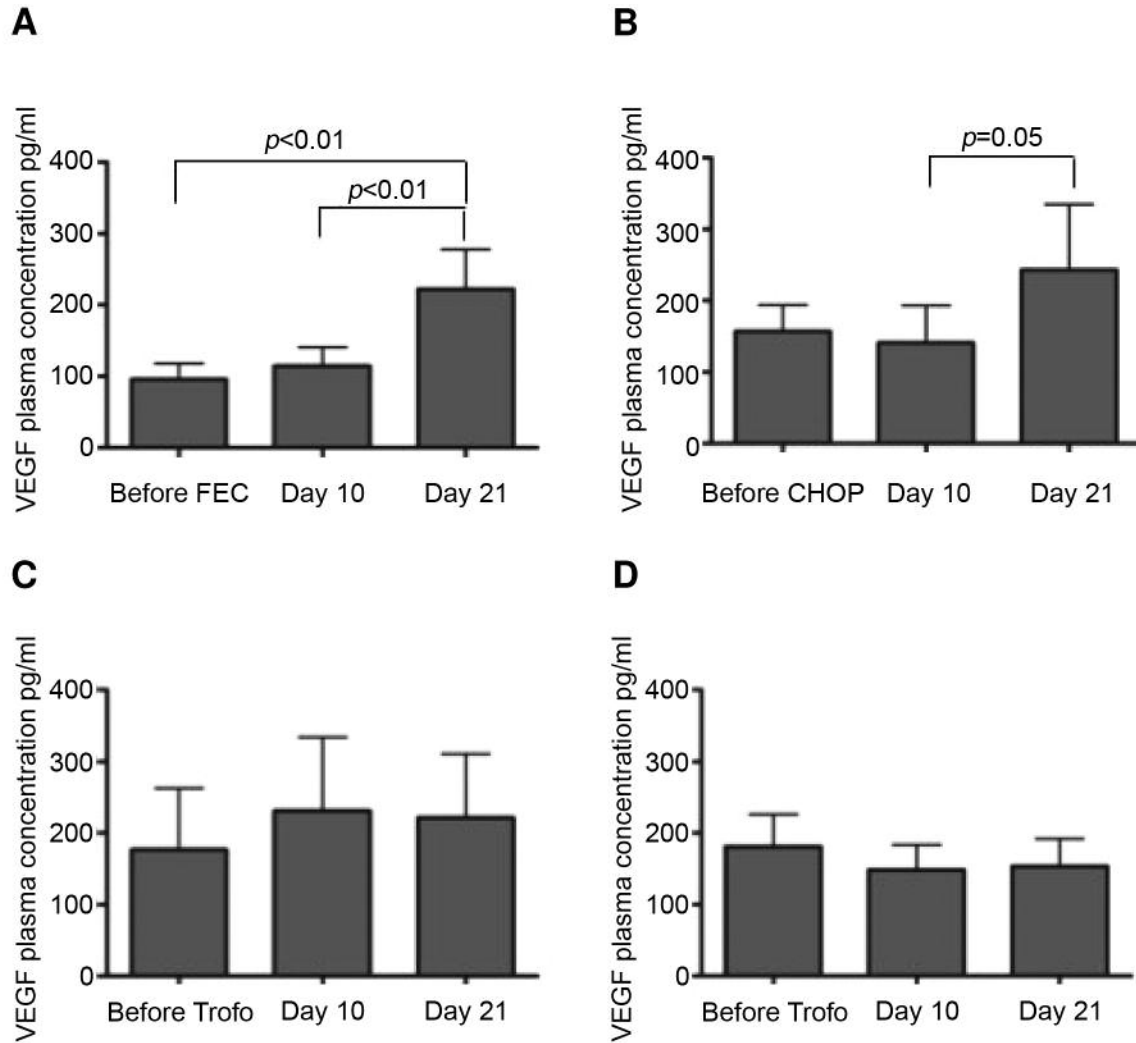 A
VEGF plasma concentration pg/ml
400
300
200
100
0
p<0.01
p<0.01
Before FEC Day 10 Day 21
B
VEGF plasma concentration pg/ml
400
300
200
100
0
p=0.05
Before CHOP Day 10 Day 21
C
VEGF plasma concentration pg/ml
400
300
200
100
0
Before Trofo Day 10 Day 21
D
VEGF plasma concentration pg/ml
400
300
200
100
0
Before Trofo Day 10 Day 21